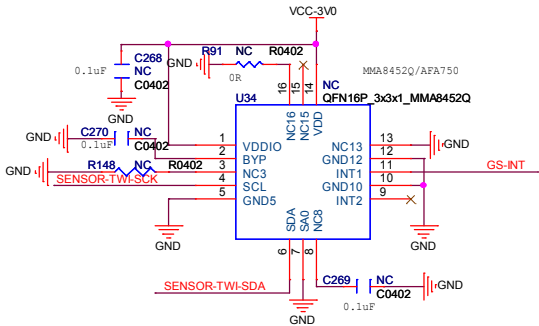 VCC-3V0
R91 NC R0402
C268
NC
C0402
0.1uF
GND
0R
GND
MMA8452Q/AFA750
NC
QFN16P_3x3x1_MMA8452Q
U34
16 15 14
NC16 NC15 VDD
C270 NC
C0402
0.1uF
GND
R148 NC R0402
GND
SENSOR-TWI-SCK
1 VDDIO
2 BYP
3 NC3
4 SCL
5 GND5
NC13 13
GND12 12
INT1 11
GND10 10
INT2 9
GND
GS-INT
GND
GND
SDA SA0 NC8
6 7 8
SENSOR-TWI-SDA
C269 NC
C0402
0.1uF
GND
GND